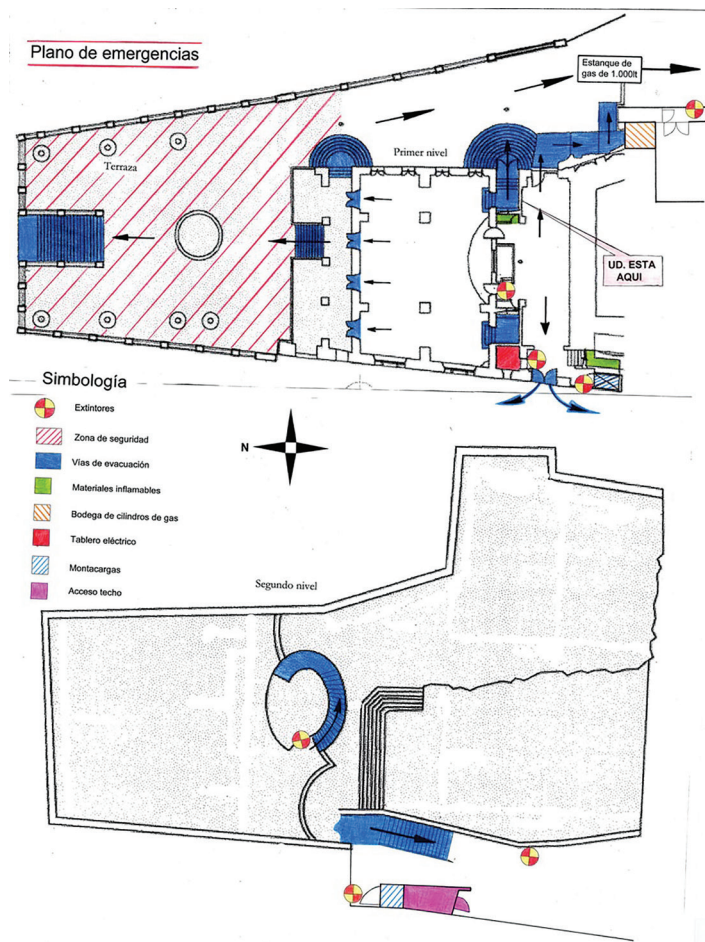 Plano de emergencias
Estanque de
gas de 1.000lt
Primer nivel
Terraza
UD. ESTA
AQUI
Simbología
Extintores
Zona de seguridad
Vías de evacuación
Materiales inflamables
Bodega de cilindros de gas
Tablero eléctrico
Montacargas
Acceso techo
N
Segundo nivel